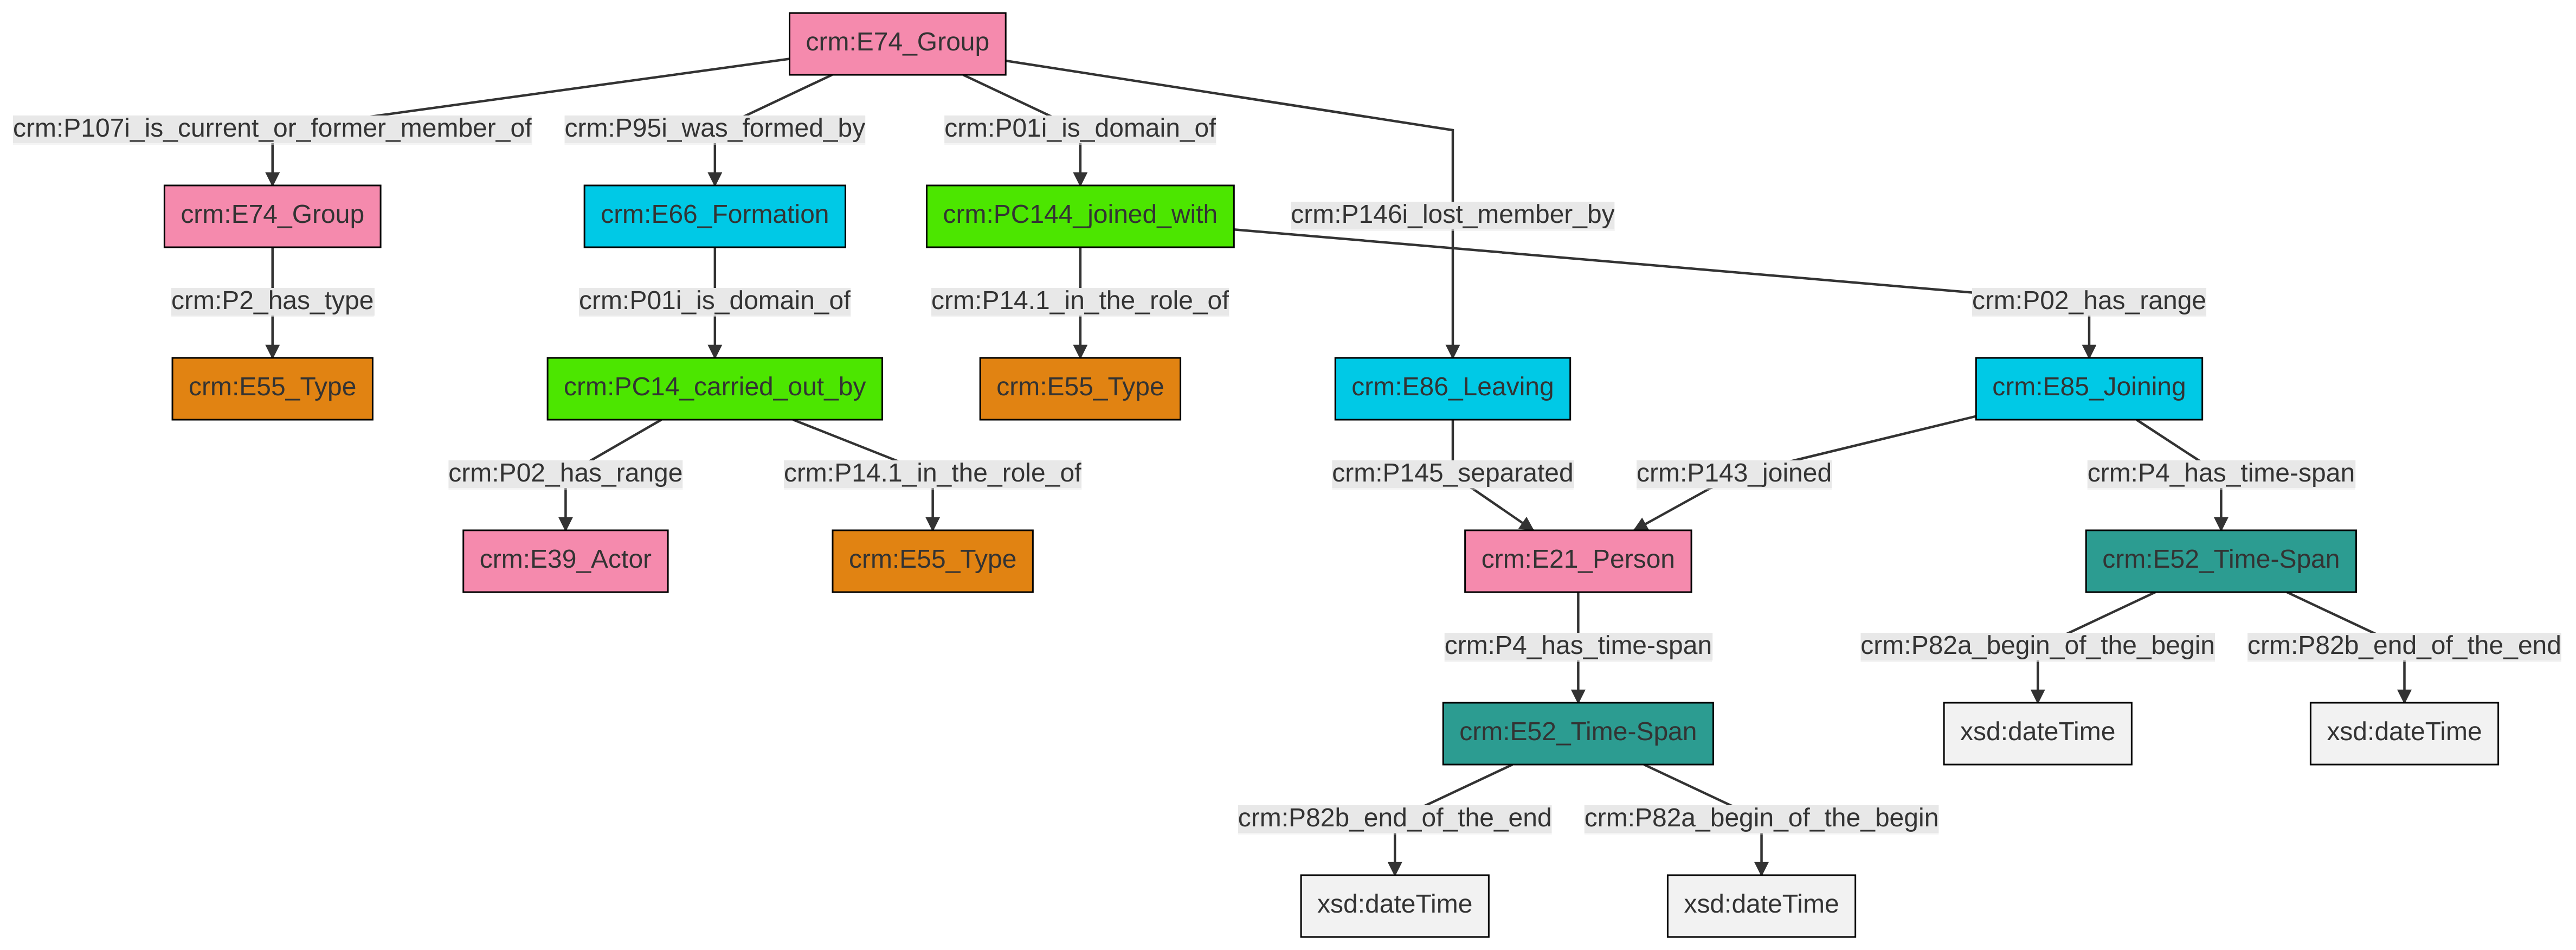 crm:E74_Group
crm:P107i_is_current_or_former_member_of
crm:P95i_was_formed_by
crm:P01i_is_domain_of
crm:E74_Group
crm:E66_Formation
crm:PC144_joined_with
crm:P146i_lost_member_by
crm:P2_has_type
crm:P01i_is_domain_of
crm:P14.1_in_the_role_of
crm:P02_has_range
crm:E55_Type
crm:PC14_carried_out_by
crm:E55_Type
crm:E86_Leaving
crm:E85_Joining
crm:P02_has_range
crm:P14.1_in_the_role_of
crm:P145_separated
crm:P143_joined
crm:P4_has_time-span
crm:E39_Actor
crm:E55_Type
crm:E21_Person
crm:E52_Time-Span
crm:P4_has_time-span
crm:P82a_begin_of_the_begin
crm:P82b_end_of_the_end
crm:E52_Time-Span
xsd:dateTime
xsd:dateTime
crm:P82b_end_of_the_end
crm:P82a_begin_of_the_begin
xsd:dateTime
xsd:dateTime